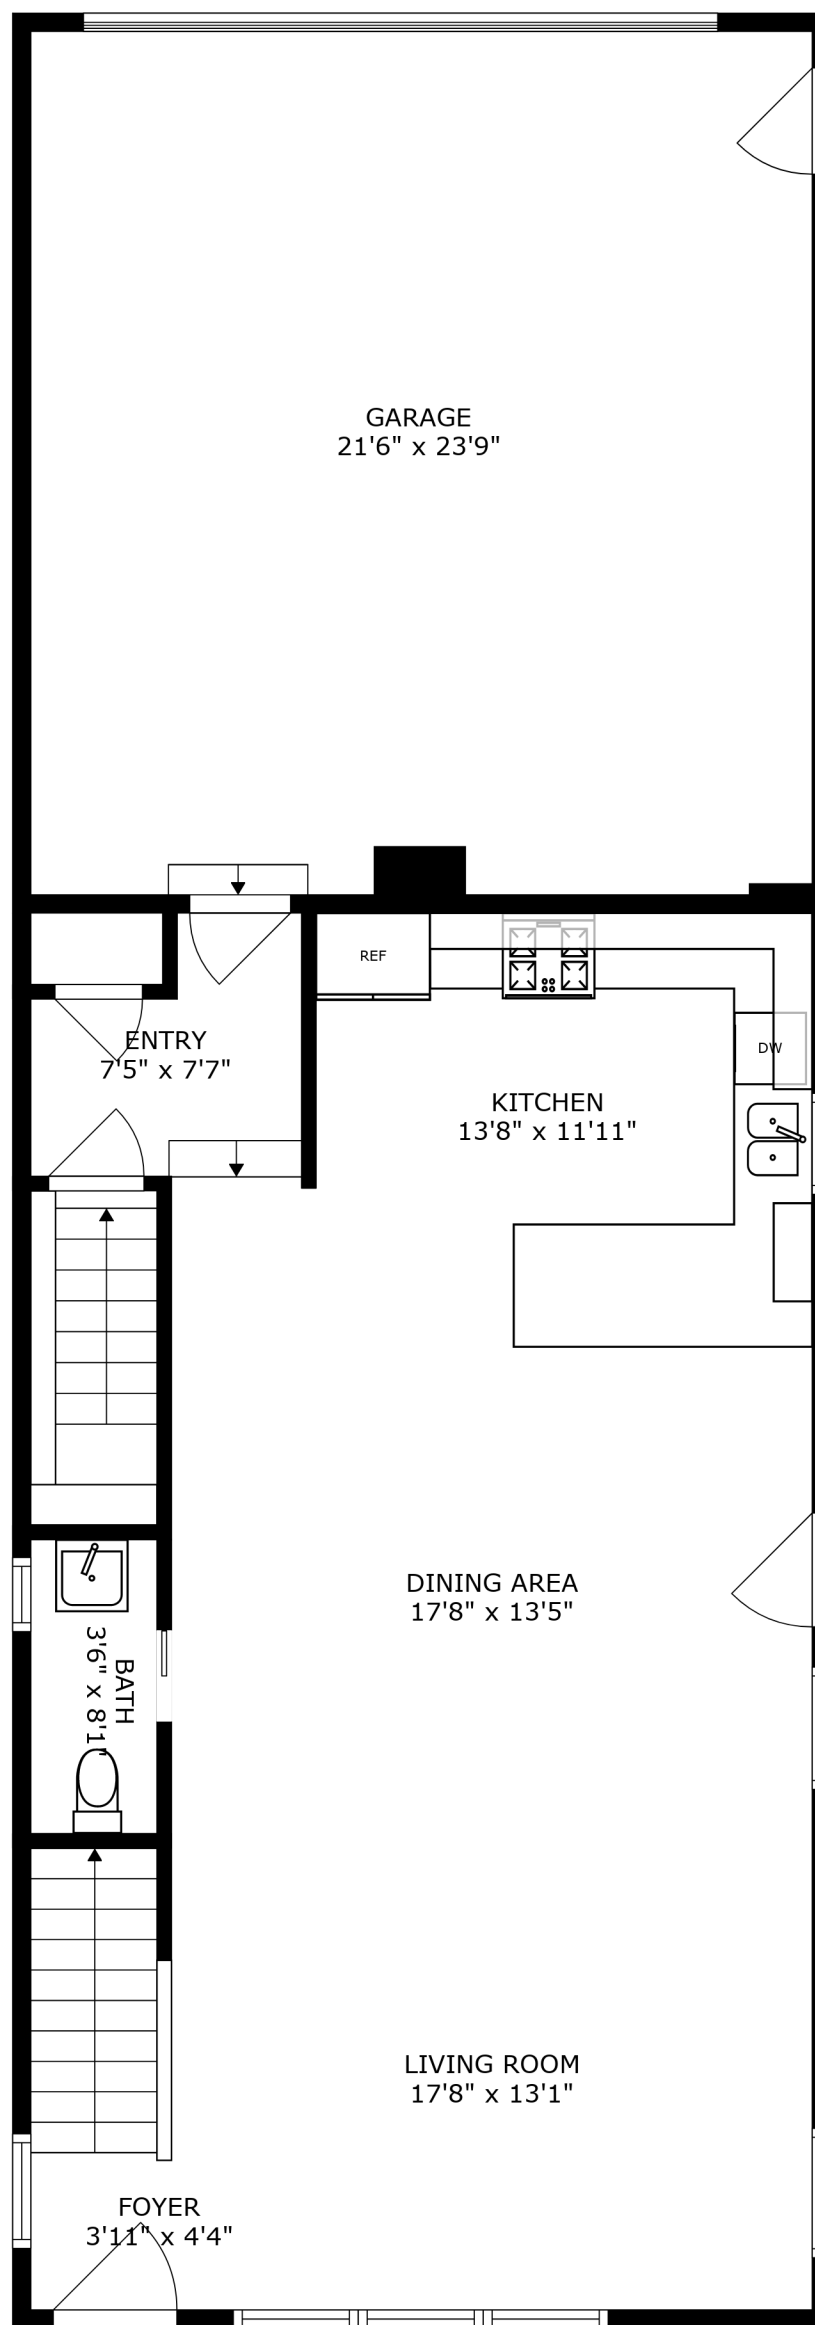 GARAGE
21'6" x 23'9"
REF
ENTRY
7'5" x 7'7"
DW
KITCHEN
13'8" x 11'11"
DINING AREA
17'8" x 13'5"
BATH
3'6" x 8'1"
LIVING ROOM
17'8" x 13'1"
FOYER
3'11" x 4'4"